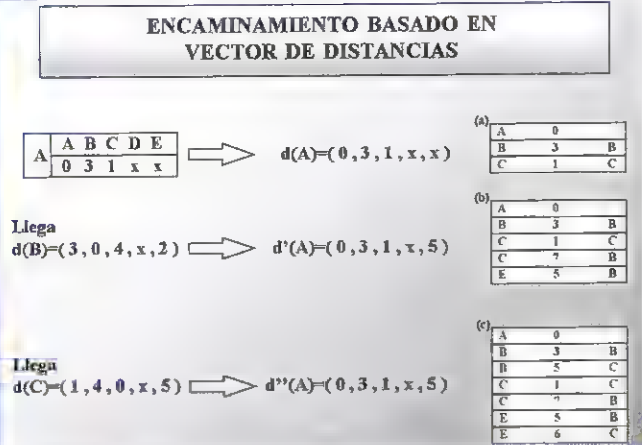 ENCAMINAMIENTO BASADO EN
VECTOR DE DISTANCIAS
A B C D E
A
0 3 1 x x
d(A)=( 0 , 3 , 1 , x , x )
(a)
A 0
B 3 B
C 1 C
Llega
d(B)=( 3 , 0 , 4 , x , 2 )
d'(A)=( 0 , 3 , 1 , x , 5 )
(b)
A 0
B 3 B
C 1 C
C 7 B
E 5 B
Llega
d(C)=( 1 , 4 , 0 , x , 5 )
d''(A)=( 0 , 3 , 1 , x , 5 )
(c)
A 0
B 3 B
B 5 C
C 1 C
C 7 B
E 5 B
E 6 C